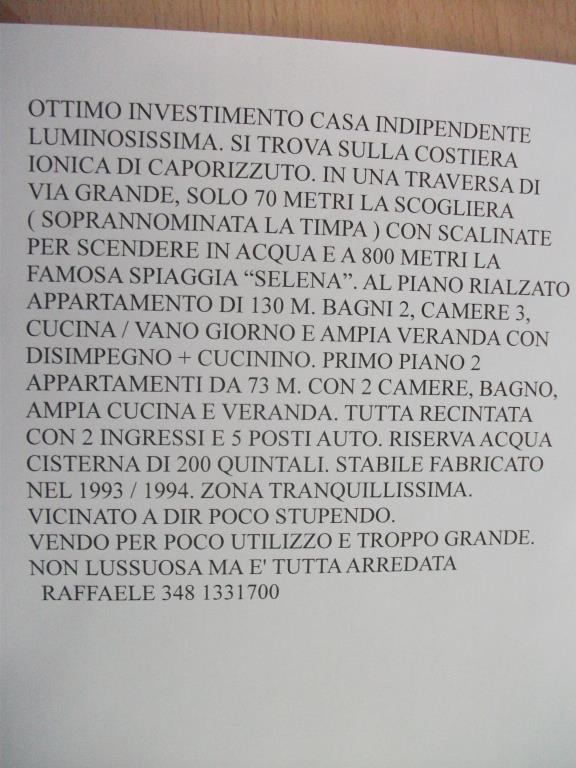 OTTIMO INVESTIMENTO CASA INDIPENDENTE
LUMINOSISSIMA. SI TROVA SULLA COSTIERA
IONICA DI CAPORIZZUTO. IN UNA TRAVERSA DI
VIA GRANDE, SOLO 70 METRI LA SCOGLIERA
( SOPRANNOMINATA LA TIMPA ) CON SCALINATE
PER SCENDERE IN ACQUA E A 800 METRI LA
FAMOSA SPIAGGIA “SELENA”. AL PIANO RIALZATO
APPARTAMENTO DI 130 M. BAGNI 2, CAMERE 3,
CUCINA / VANO GIORNO E AMPIA VERANDA CON
DISIMPEGNO + CUCININO. PRIMO PIANO 2
APPARTAMENTI DA 73 M. CON 2 CAMERE, BAGNO,
AMPIA CUCINA E VERANDA. TUTTA RECINTATA
CON 2 INGRESSI E 5 POSTI AUTO. RISERVA ACQUA
CISTERNA DI 200 QUINTALI. STABILE FABRICATO
NEL 1993 / 1994. ZONA TRANQUILLISSIMA.
VICINATO A DIR POCO STUPENDO.
VENDO PER POCO UTILIZZO E TROPPO GRANDE.
NON LUSSUOSA MA E' TUTTA ARREDATA
RAFFAELE 348 1331700